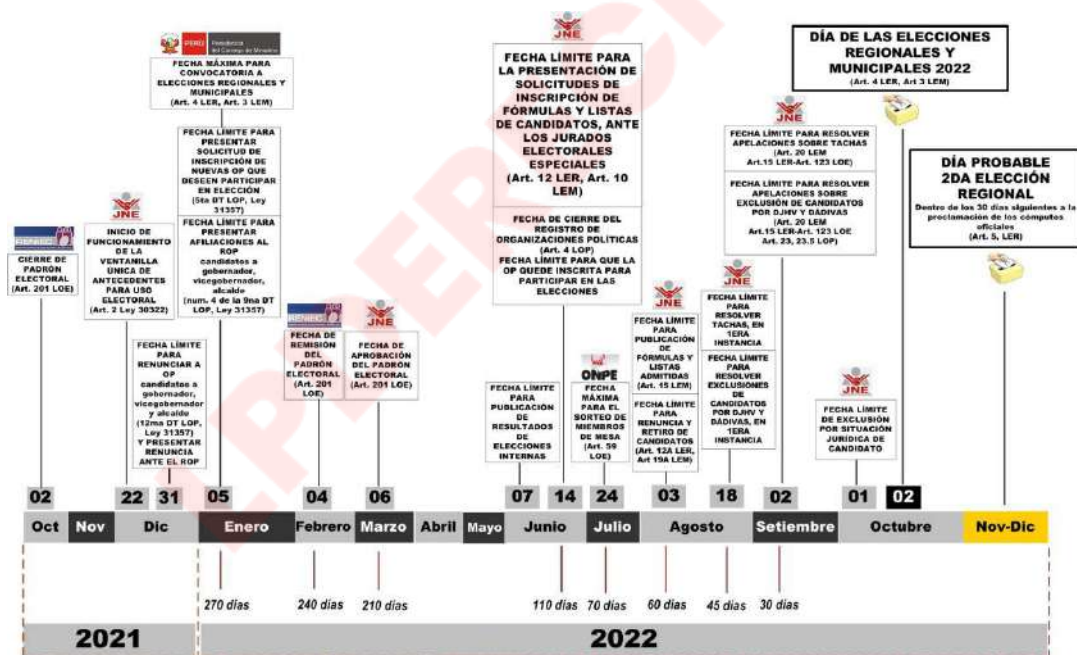 JNE
FECHA LÍMITE PARA
LA PRESENTACIÓN DE
SOLICITUDES DE
INSCRIPCIÓN DE
FÓRMULAS Y LISTAS
DE CANDIDATOS, ANTE
LOS JURADOS
ELECTORALES
ESPECIALES
(Art. 12 LER, Art. 10
LEM)
FECHA DE CIERRE DEL
REGISTRO DE
ORGANIZACIONES POLÍTICAS
(Art. 4 LOP)
FECHA LÍMITE PARA QUE LA
OP QUEDE INSCRITA PARA
PARTICIPAR EN LAS
ELECCIONES
DÍA DE LAS ELECCIONES
REGIONALES Y
MUNICIPALES 2022
(Art. 4 LER, Art 3 LEM)
PERÚ
Presidencia
del Consejo de Ministros
FECHA MÁXIMA PARA
CONVOCATORIA A
ELECCIONES REGIONALES Y
MUNICIPALES
(Art. 4 LER, Art. 3 LEM)
FECHA LÍMITE PARA
PRESENTAR
SOLICITUD DE
INSCRIPCIÓN DE
NUEVAS OP QUE
DESEEN PARTICIPAR
EN ELECCIÓN
(5ta DT LOP, Ley
31357)
FECHA LÍMITE PARA
PRESENTAR
AFILIACIONES AL
ROP
candidatos a
gobernador,
vicegobernador,
alcalde
(num. 4 de la 9na DT
LOP, Ley 31357)
JNE
FECHA LÍMITE PARA RESOLVER
APELACIONES SOBRE TACHAS
(Art. 20 LEM
Art.15 LER-Art. 123 LOE)
FECHA LÍMITE PARA RESOLVER
APELACIONES SOBRE
EXCLUSIÓN DE CANDIDATOS
POR DJHV Y DÁDIVAS
(Art. 20 LEM
Art.15 LER-Art. 123 LOE
Art. 23, 23.5 LOP)
DÍA PROBABLE
2DA ELECCIÓN
REGIONAL
Dentro de los 30 días siguientes a la
proclamación de los cómputos
oficiales
(Art. 5, LER)
RENIEC
CIERRE DE
PADRÓN
ELECTORAL
(Art. 201 LOE)
JNE
INICIO DE
FUNCIONAMIENTO
DE LA
VENTANILLA
ÚNICA DE
ANTECEDENTES
PARA USO
ELECTORAL
(Art. 2 Ley 30322)
FECHA LÍMITE
PARA
RENUNCIAR A
OP
candidatos a
gobernador,
vicegobernador
y alcalde
(12ma DT LOP,
Ley 31357)
Y PRESENTAR
RENUNCIA
ANTE EL ROP
RENIEC
FECHA DE
REMISIÓN
DEL
PADRÓN
ELECTORAL
(Art. 201
LOE)
JNE
FECHA DE
APROBACIÓN
DEL PADRÓN
ELECTORAL
(Art. 201 LOE)
FECHA LÍMITE
PARA
PUBLICACIÓN
DE
RESULTADOS
DE
ELECCIONES
INTERNAS
ONPE
FECHA
MÁXIMA
PARA EL
SORTEO DE
MIEMBROS
DE MESA
(Art. 59
LOE)
JNE
FECHA LÍMITE
PARA
PUBLICACIÓN
DE
FÓRMULAS Y
LISTAS
ADMITIDAS
(Art. 15 LEM)
FECHA LÍMITE
PARA
RENUNCIA Y
RETIRO DE
CANDIDATOS
(Art. 12A LER,
Art 19A LEM)
JNE
FECHA LÍMITE
PARA
RESOLVER
TACHAS, EN
1ERA
INSTANCIA
FECHA LÍMITE
PARA
RESOLVER
EXCLUSIONES
DE
CANDIDATOS
POR DJHV Y
DÁDIVAS, EN
1ERA
INSTANCIA
JNE
FECHA LÍMITE
DE EXCLUSIÓN
POR SITUACIÓN
JURÍDICA DE
CANDIDATO
02 22 31 05 04 06 07 14 24 03 18 02 01 02
Oct Nov Dic Enero Febrero Marzo Abril Mayo Junio Julio Agosto Setiembre Octubre Nov-Dic
270 días 240 días 210 días 110 días 70 días 60 días 45 días 30 días
2021 2022